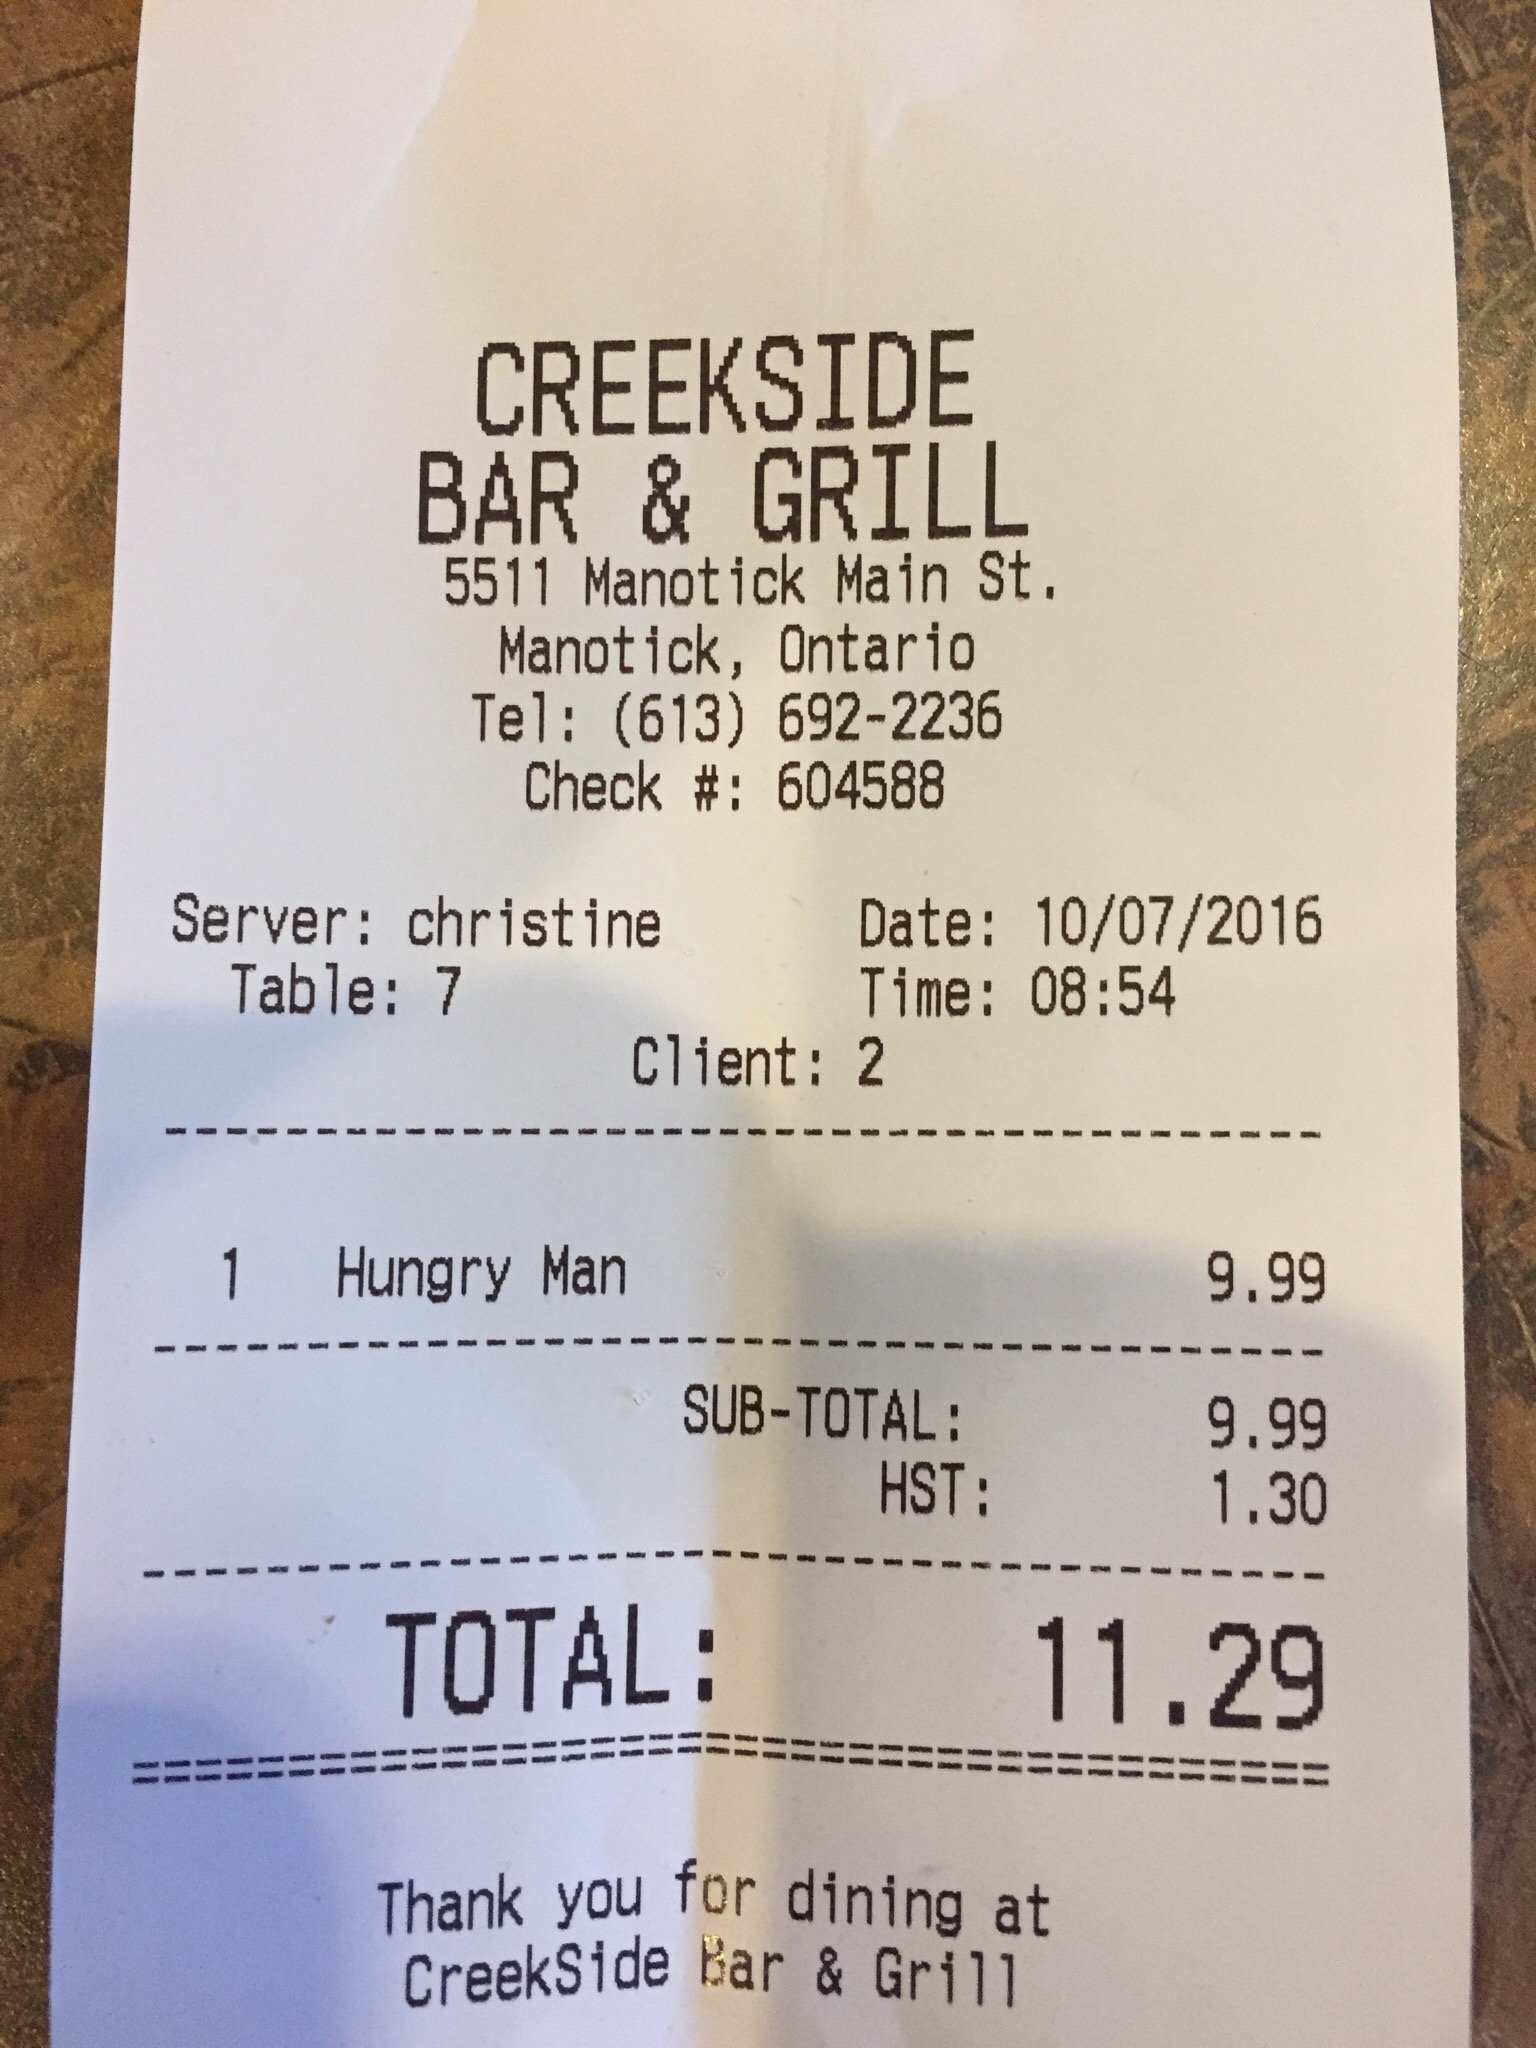 CREEKSIDE
BAR & GRILL
5511 Manotick Main St.
Manotick, Ontario
Tel: (613) 692-2236
Check #: 604588
Server: christine Date: 10/07/2016
Table: 7 Time: 08:54
Client: 2
1 Hungry Man 9.99
SUB-TOTAL: 9.99
HST: 1.30
TOTAL: 11.29
Thank you for dining at
CreekSide Bar & Grill